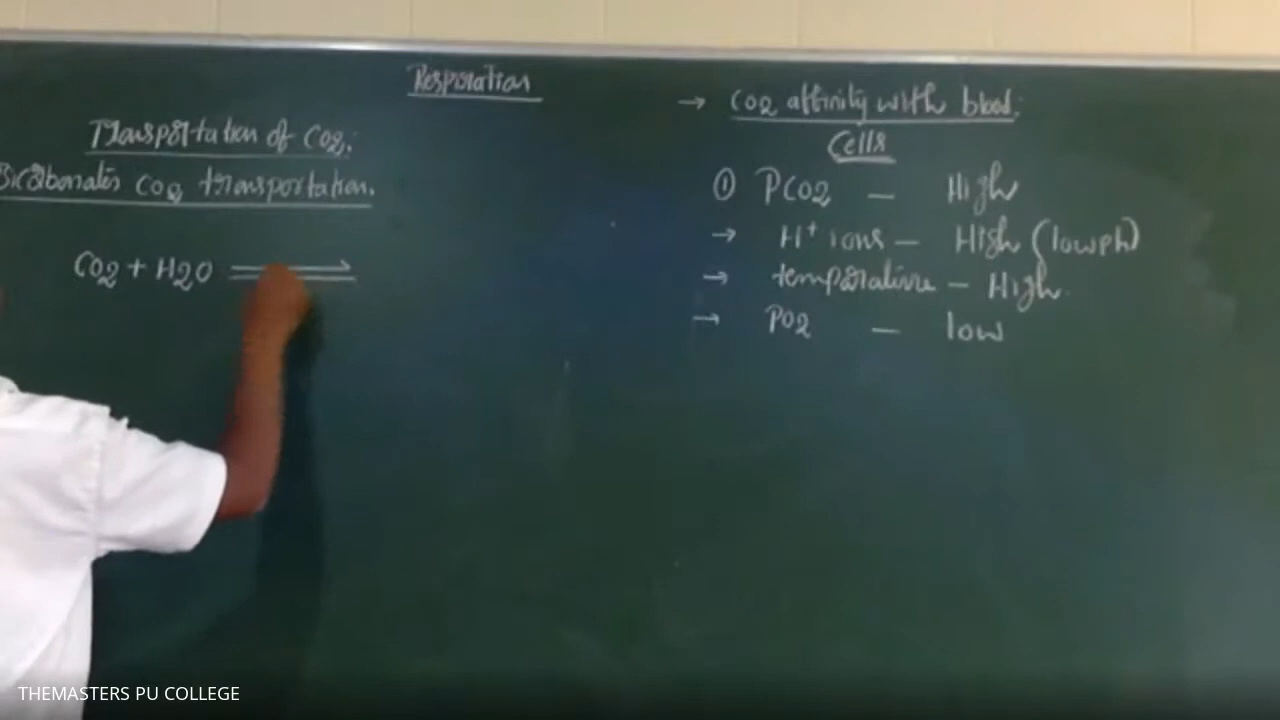 Respiration
Transportation of CO2:
Bicarbonates CO2 transportation.
CO2 + H2O ⇌
→ CO2 affinity with blood:
Cells
① PCO2 — High
→ H+ ions — High (low pH)
→ temperature — High.
→ PO2 — low
THEMASTERS PU COLLEGE